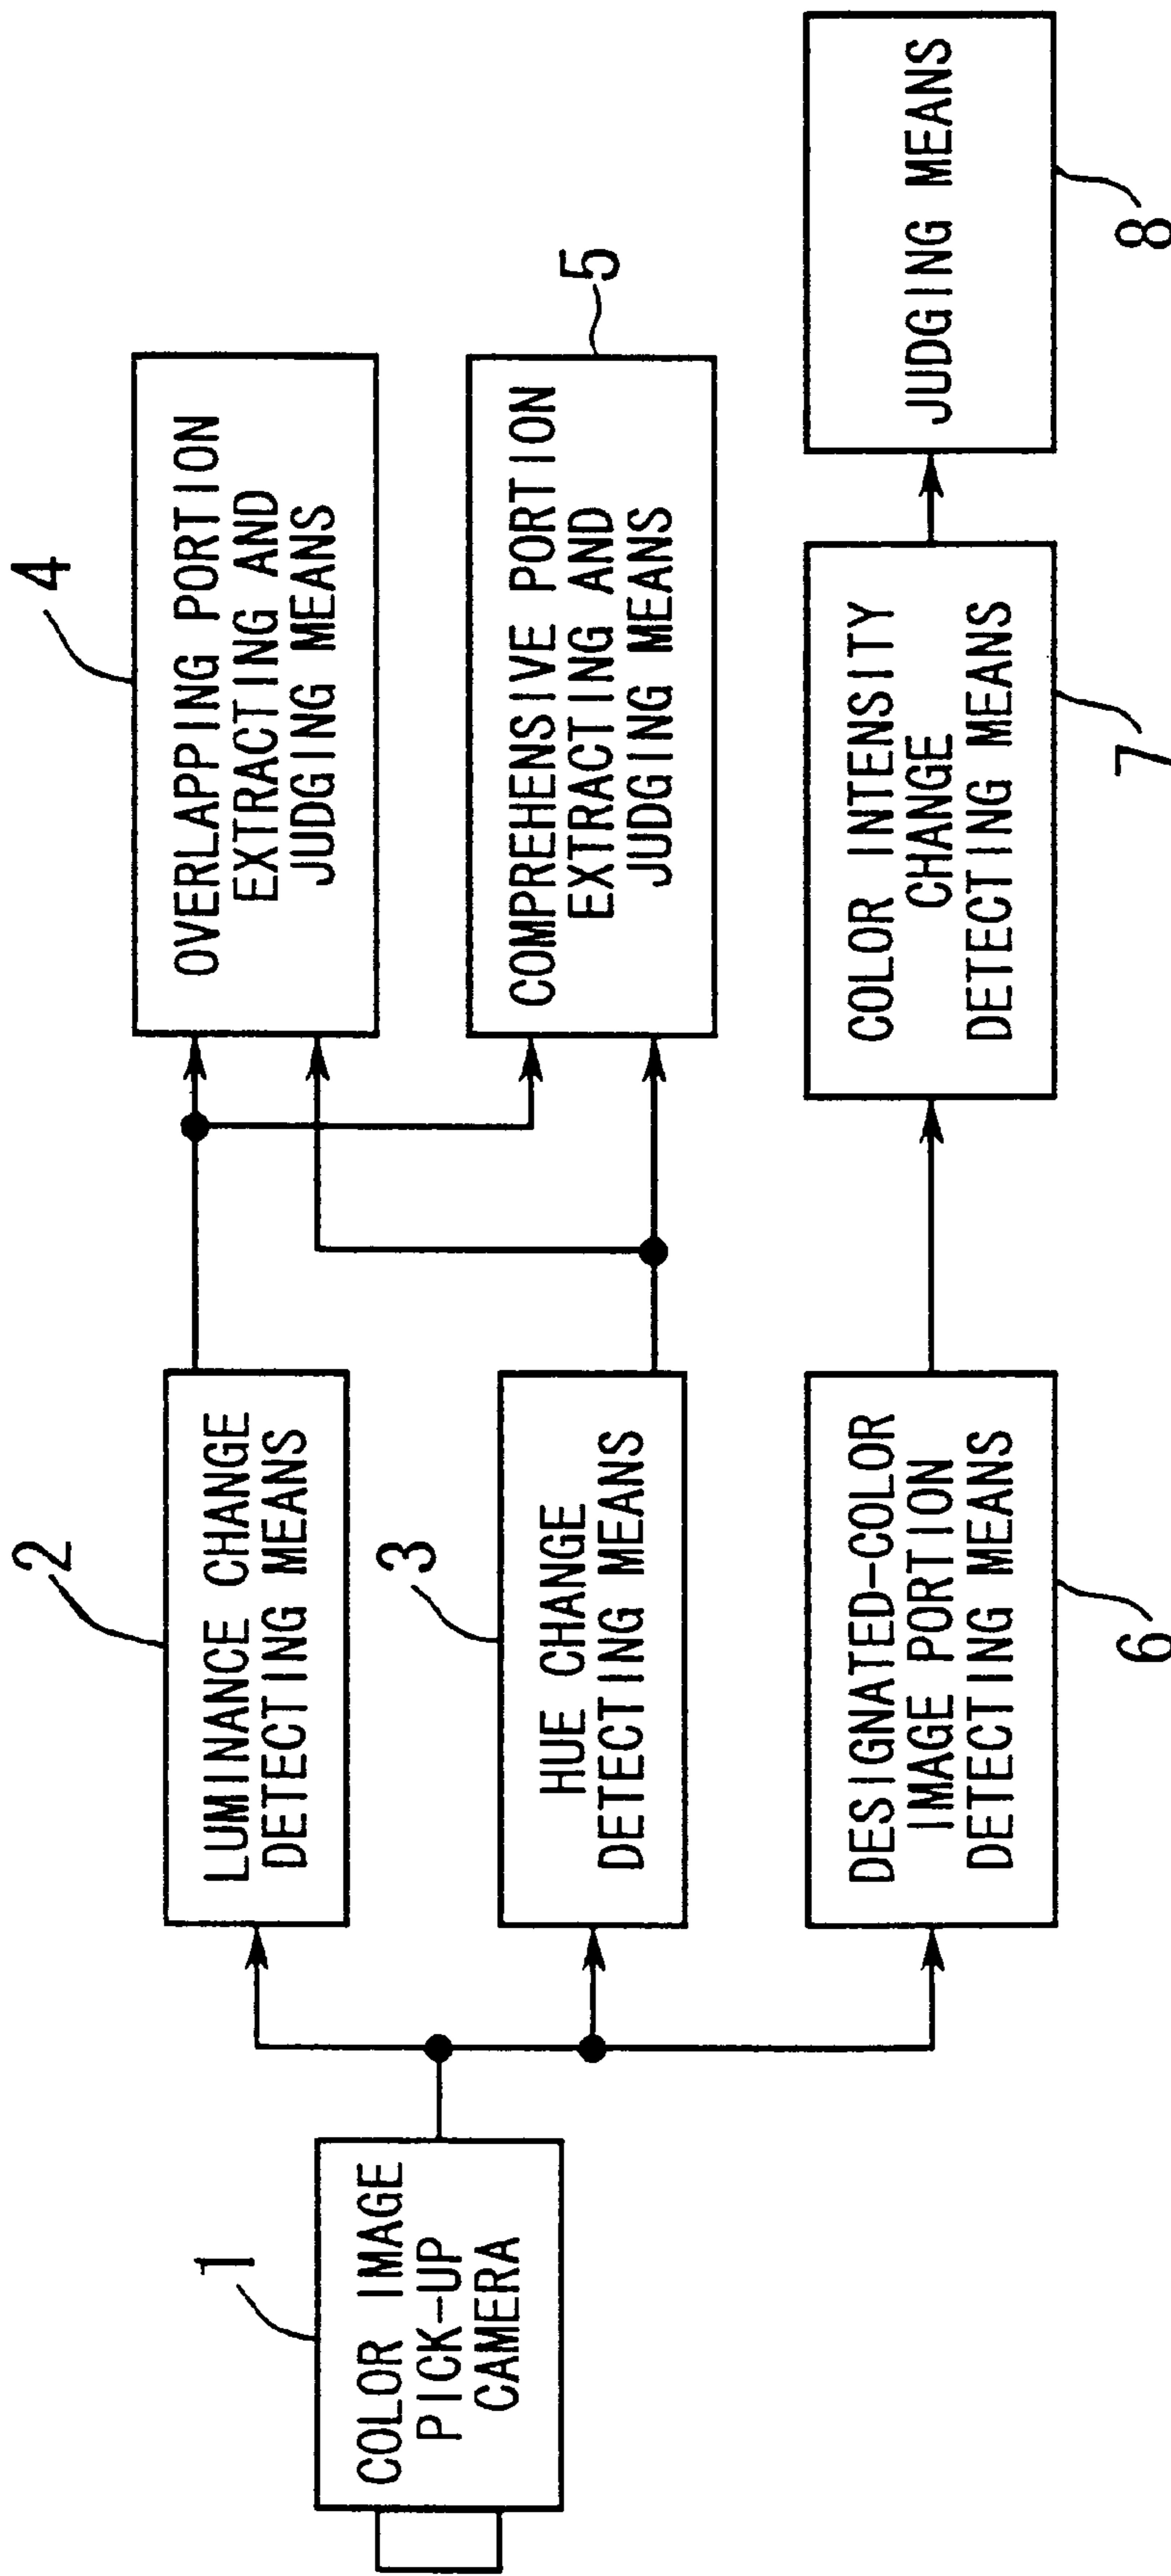 1
COLOR IMAGE
PICK-UP
CAMERA
2
LUMINANCE CHANGE
DETECTING MEANS
3
HUE CHANGE
DETECTING MEANS
DESIGNATED-COLOR
IMAGE PORTION
DETECTING MEANS
6
4
OVERLAPPING PORTION
EXTRACTING AND
JUDGING MEANS
5
COMPREHENSIVE PORTION
EXTRACTING AND
JUDGING MEANS
COLOR INTENSITY
CHANGE
DETECTING MEANS
7
JUDGING MEANS
8